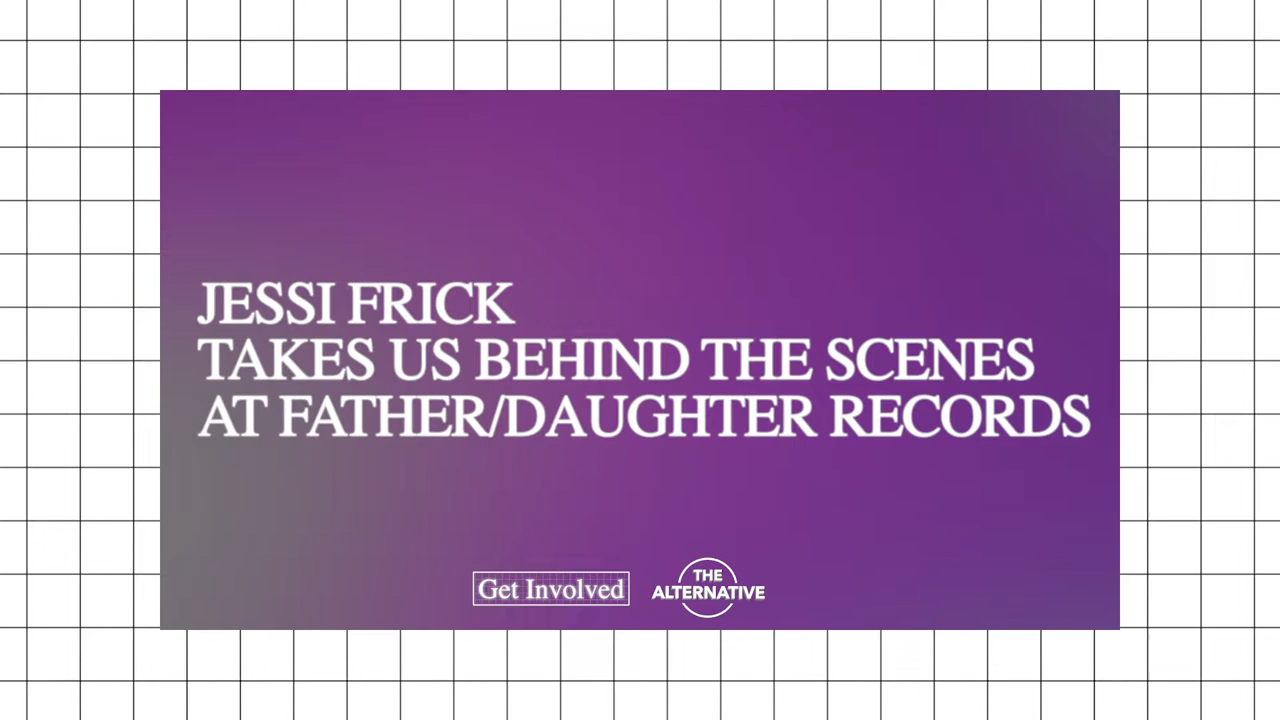 JESSI FRICK
TAKES US BEHIND THE SCENES
AT FATHER/DAUGHTER RECORDS
Get Involved
THE
ALTERNATIVE